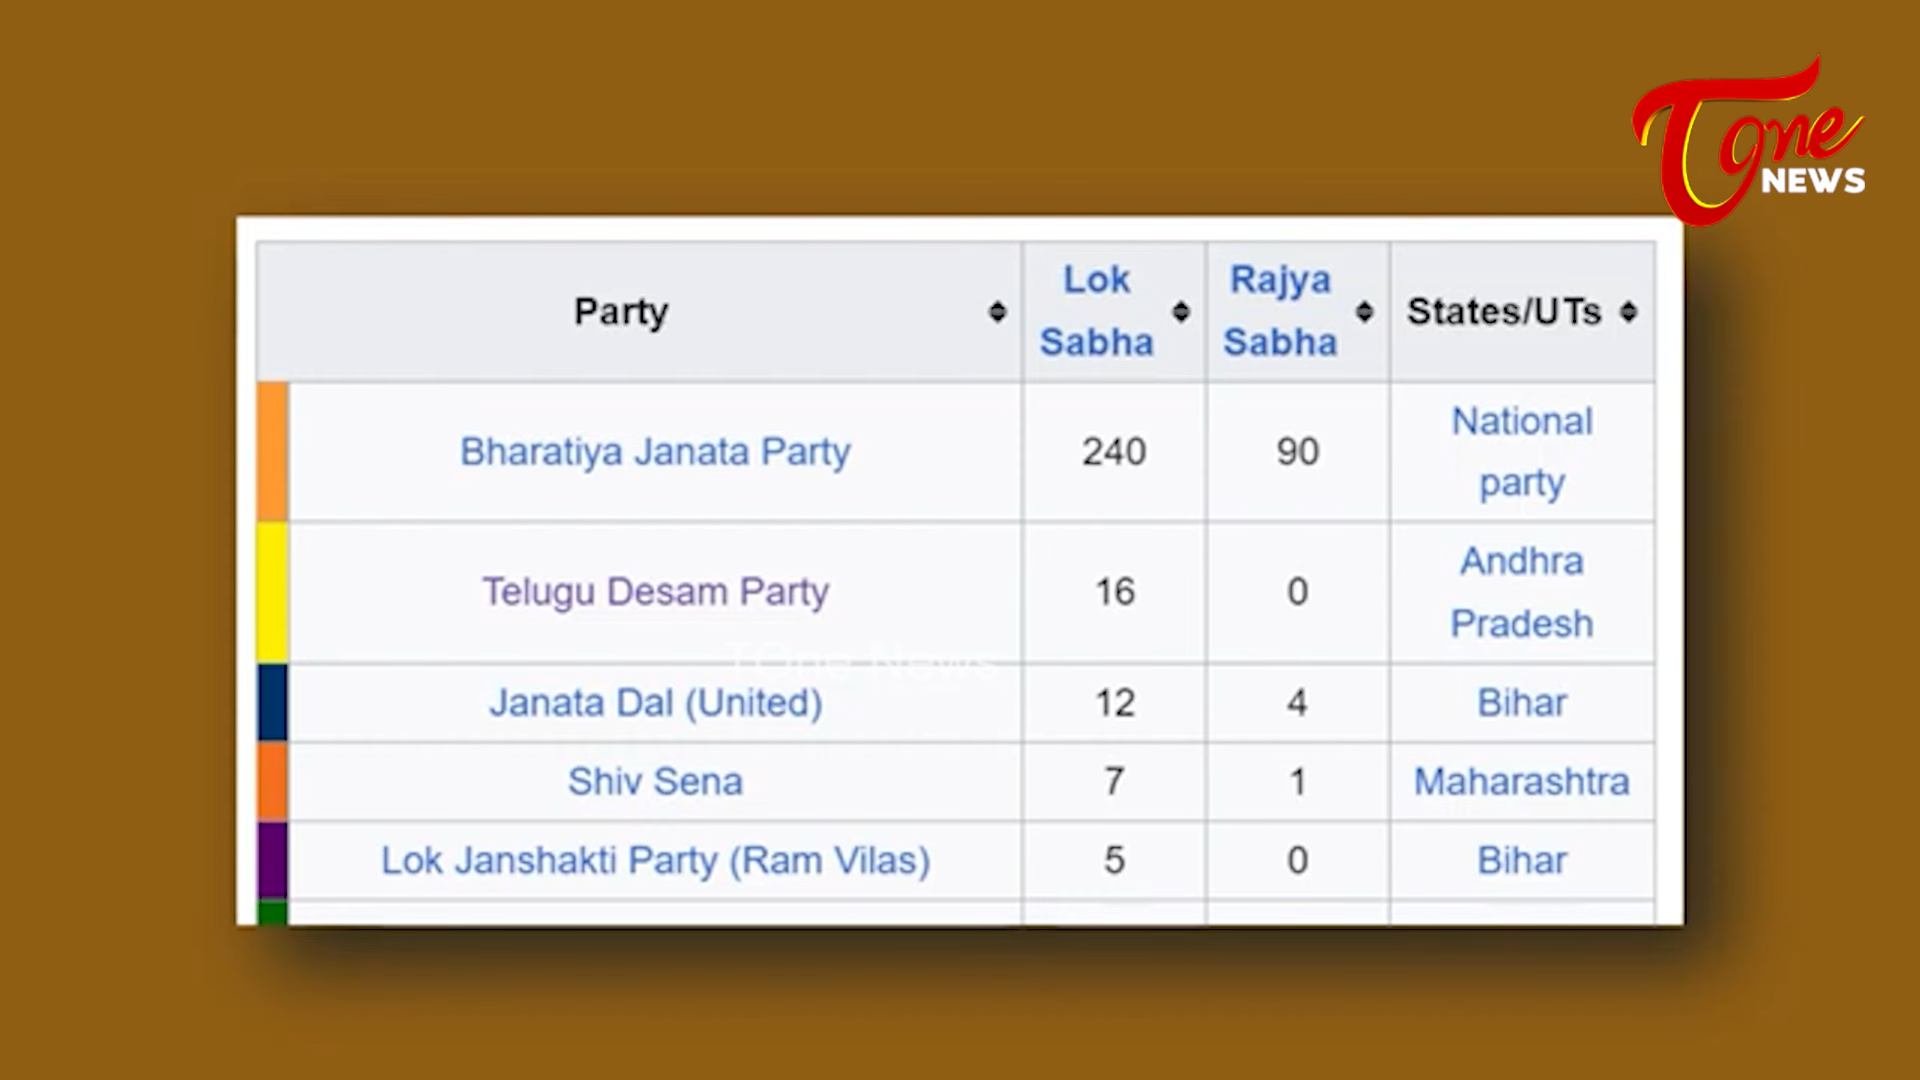 Tone
NEWS
Party
Lok
Sabha
Rajya
Sabha
States/UTs
Bharatiya Janata Party
240
90
National
party
Telugu Desam Party
16
0
Andhra
Pradesh
TOne News
Janata Dal (United)
12
4
Bihar
Shiv Sena
7
1
Maharashtra
Lok Janshakti Party (Ram Vilas)
5
0
Bihar